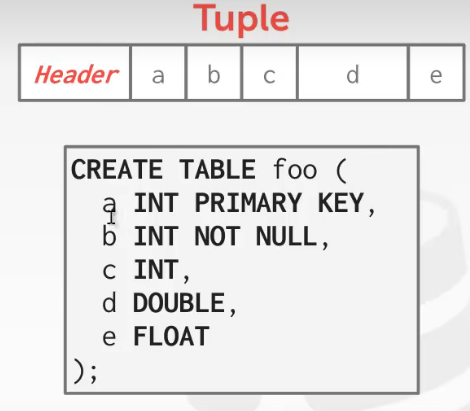 Tuple
Header a b c d e
CREATE TABLE foo (
a INT PRIMARY KEY,
b INT NOT NULL,
c INT,
d DOUBLE,
e FLOAT
);